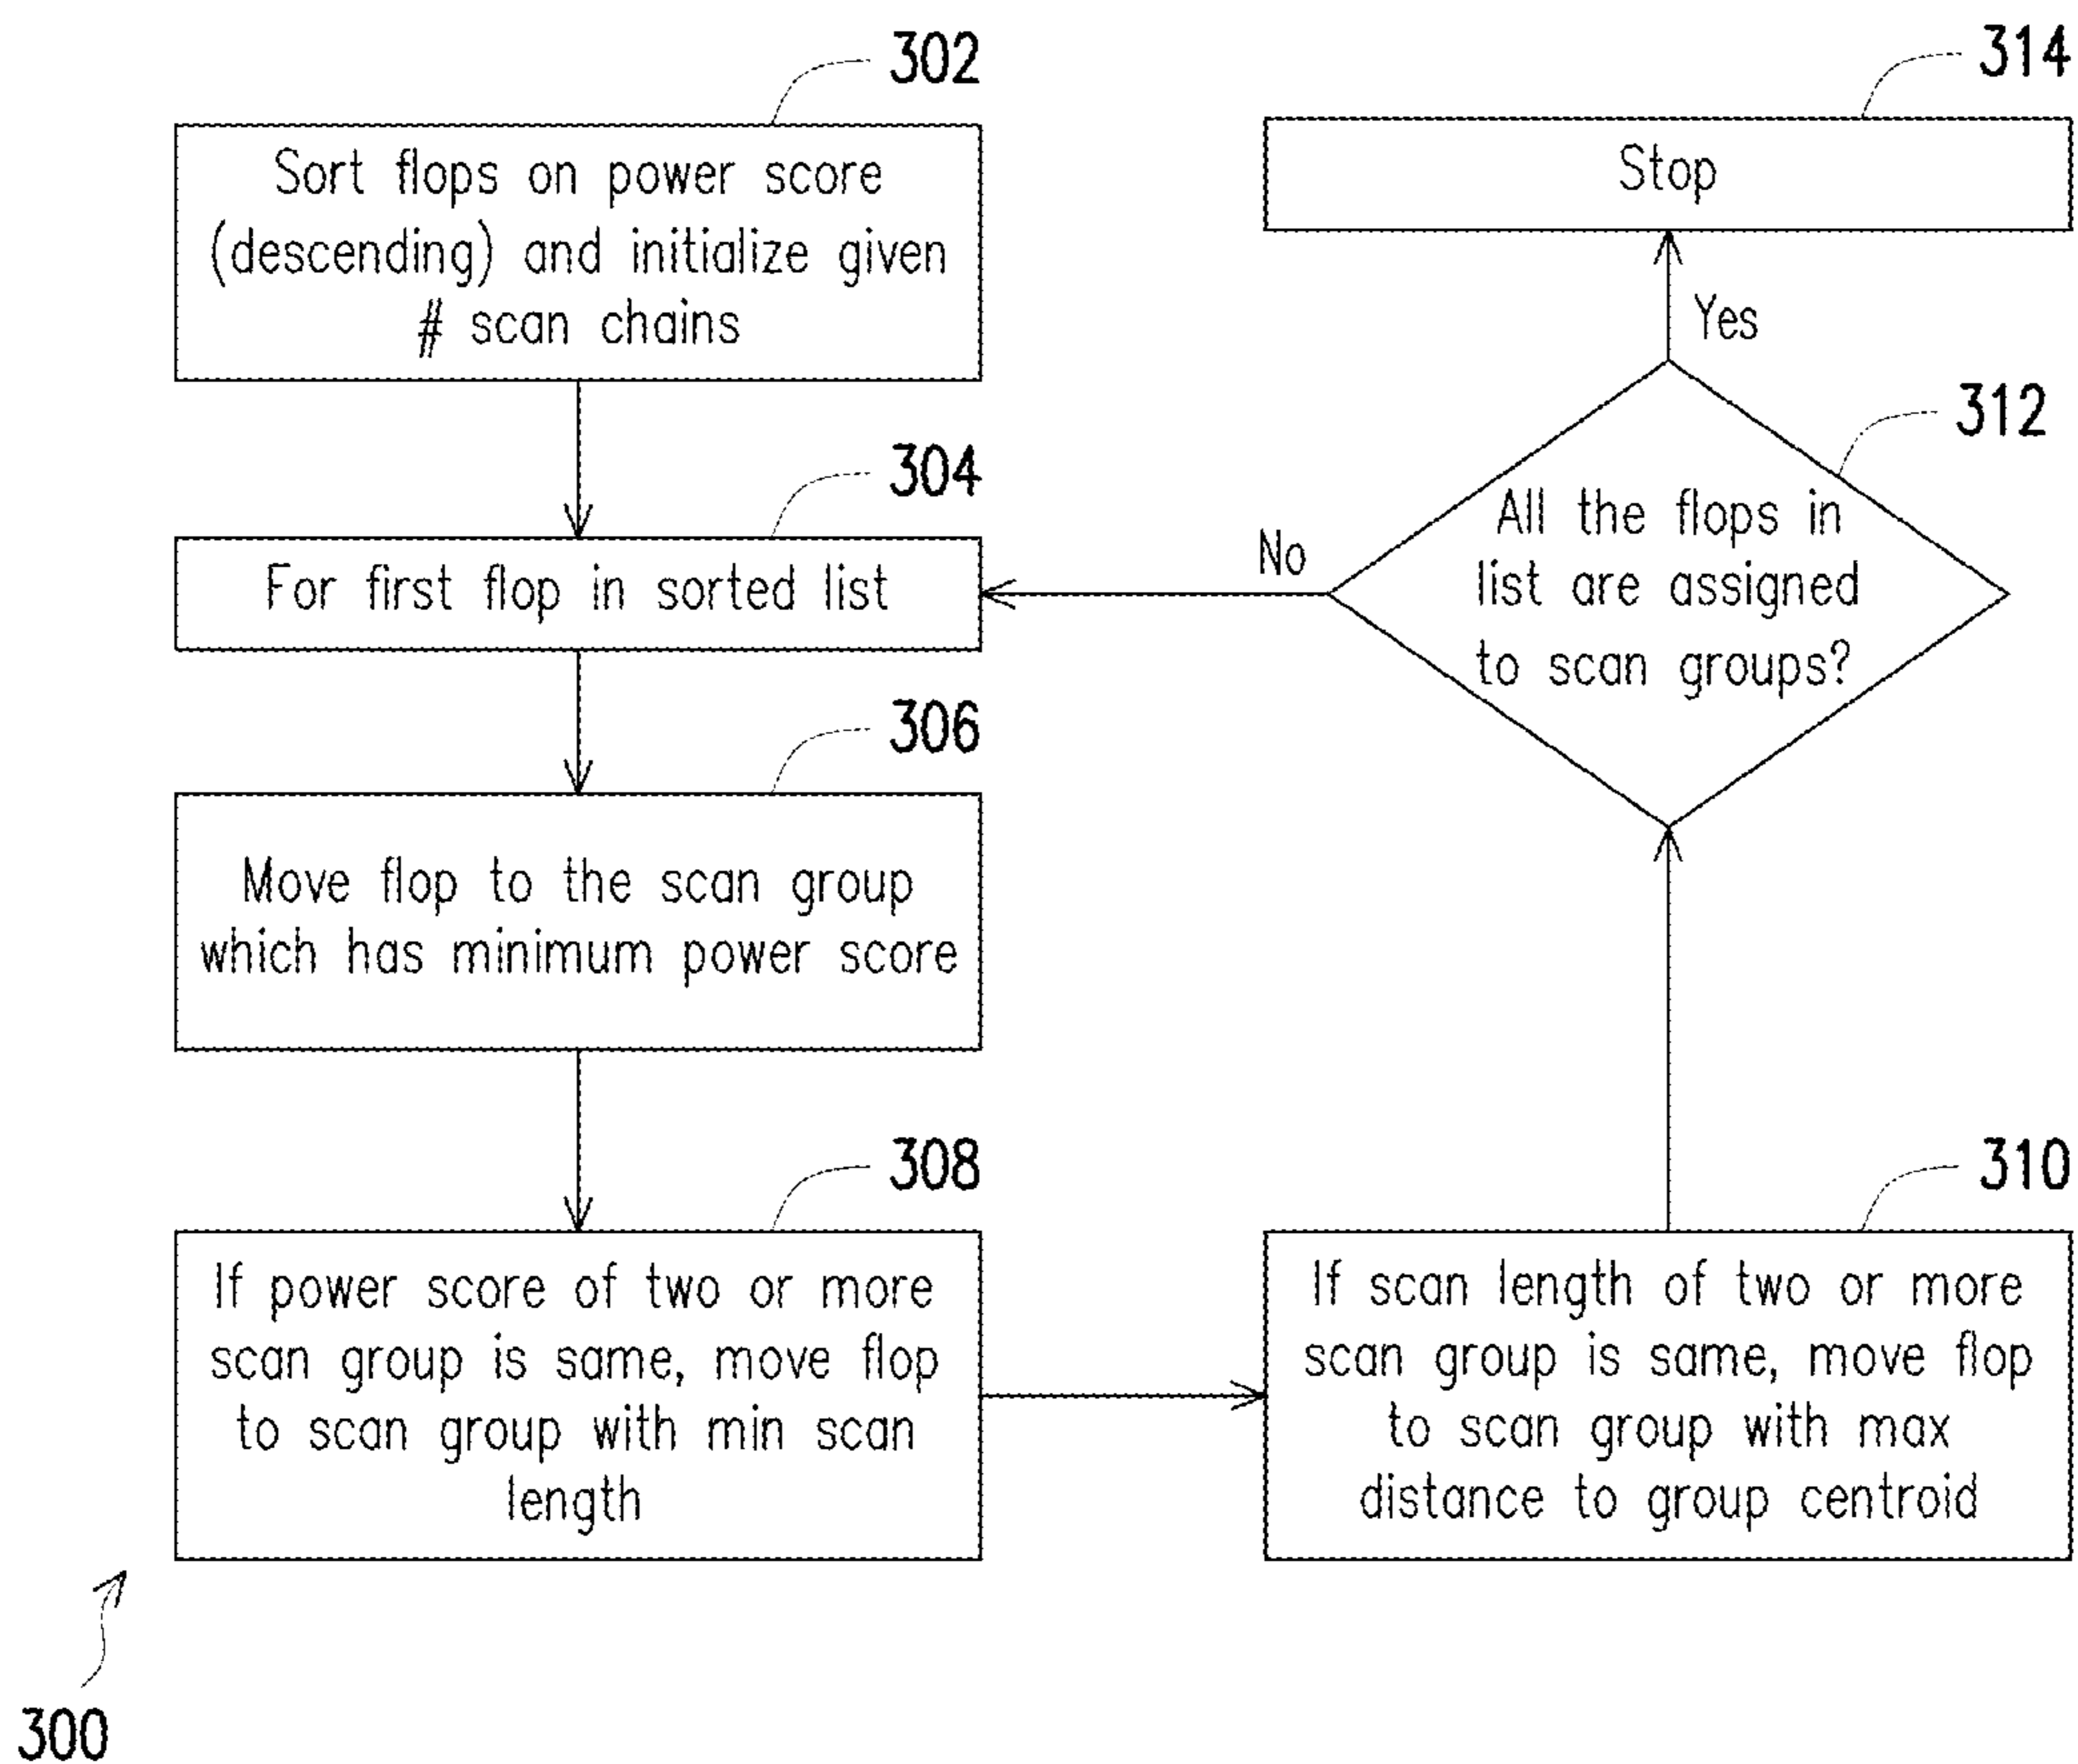 302
Sort flops on power score
(descending) and initialize given
# scan chains
304
For first flop in sorted list
306
Move flop to the scan group
which has minimum power score
308
If power score of two or more
scan group is same, move flop
to scan group with min scan
length
310
If scan length of two or more
scan group is same, move flop
to scan group with max
distance to group centroid
312
All the flops in
list are assigned
to scan groups?
No
Yes
314
Stop
300